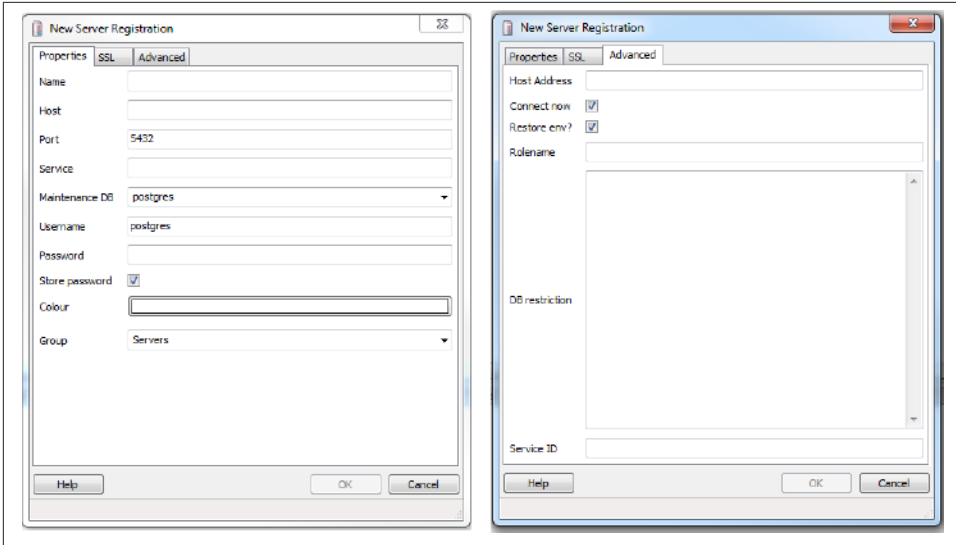 New Server Registration
Properties SSL Advanced
Name
Host
Port 5432
Service
Maintenance DB postgres
Username postgres
Password
Store password
Colour
Group Servers
Help OK Cancel
New Server Registration
Properties SSL Advanced
Host Address
Connect now
Restore env?
Rolename
DB restriction
Service ID
Help OK Cancel